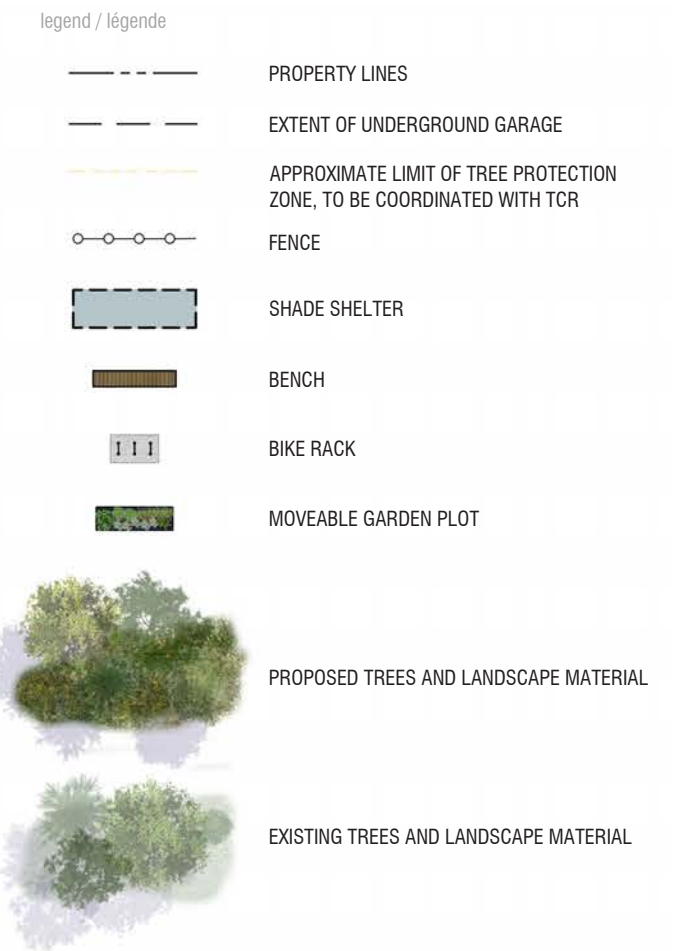 legend / légende
PROPERTY LINES
EXTENT OF UNDERGROUND GARAGE
APPROXIMATE LIMIT OF TREE PROTECTION
ZONE, TO BE COORDINATED WITH TCR
FENCE
SHADE SHELTER
BENCH
BIKE RACK
MOVEABLE GARDEN PLOT
PROPOSED TREES AND LANDSCAPE MATERIAL
EXISTING TREES AND LANDSCAPE MATERIAL